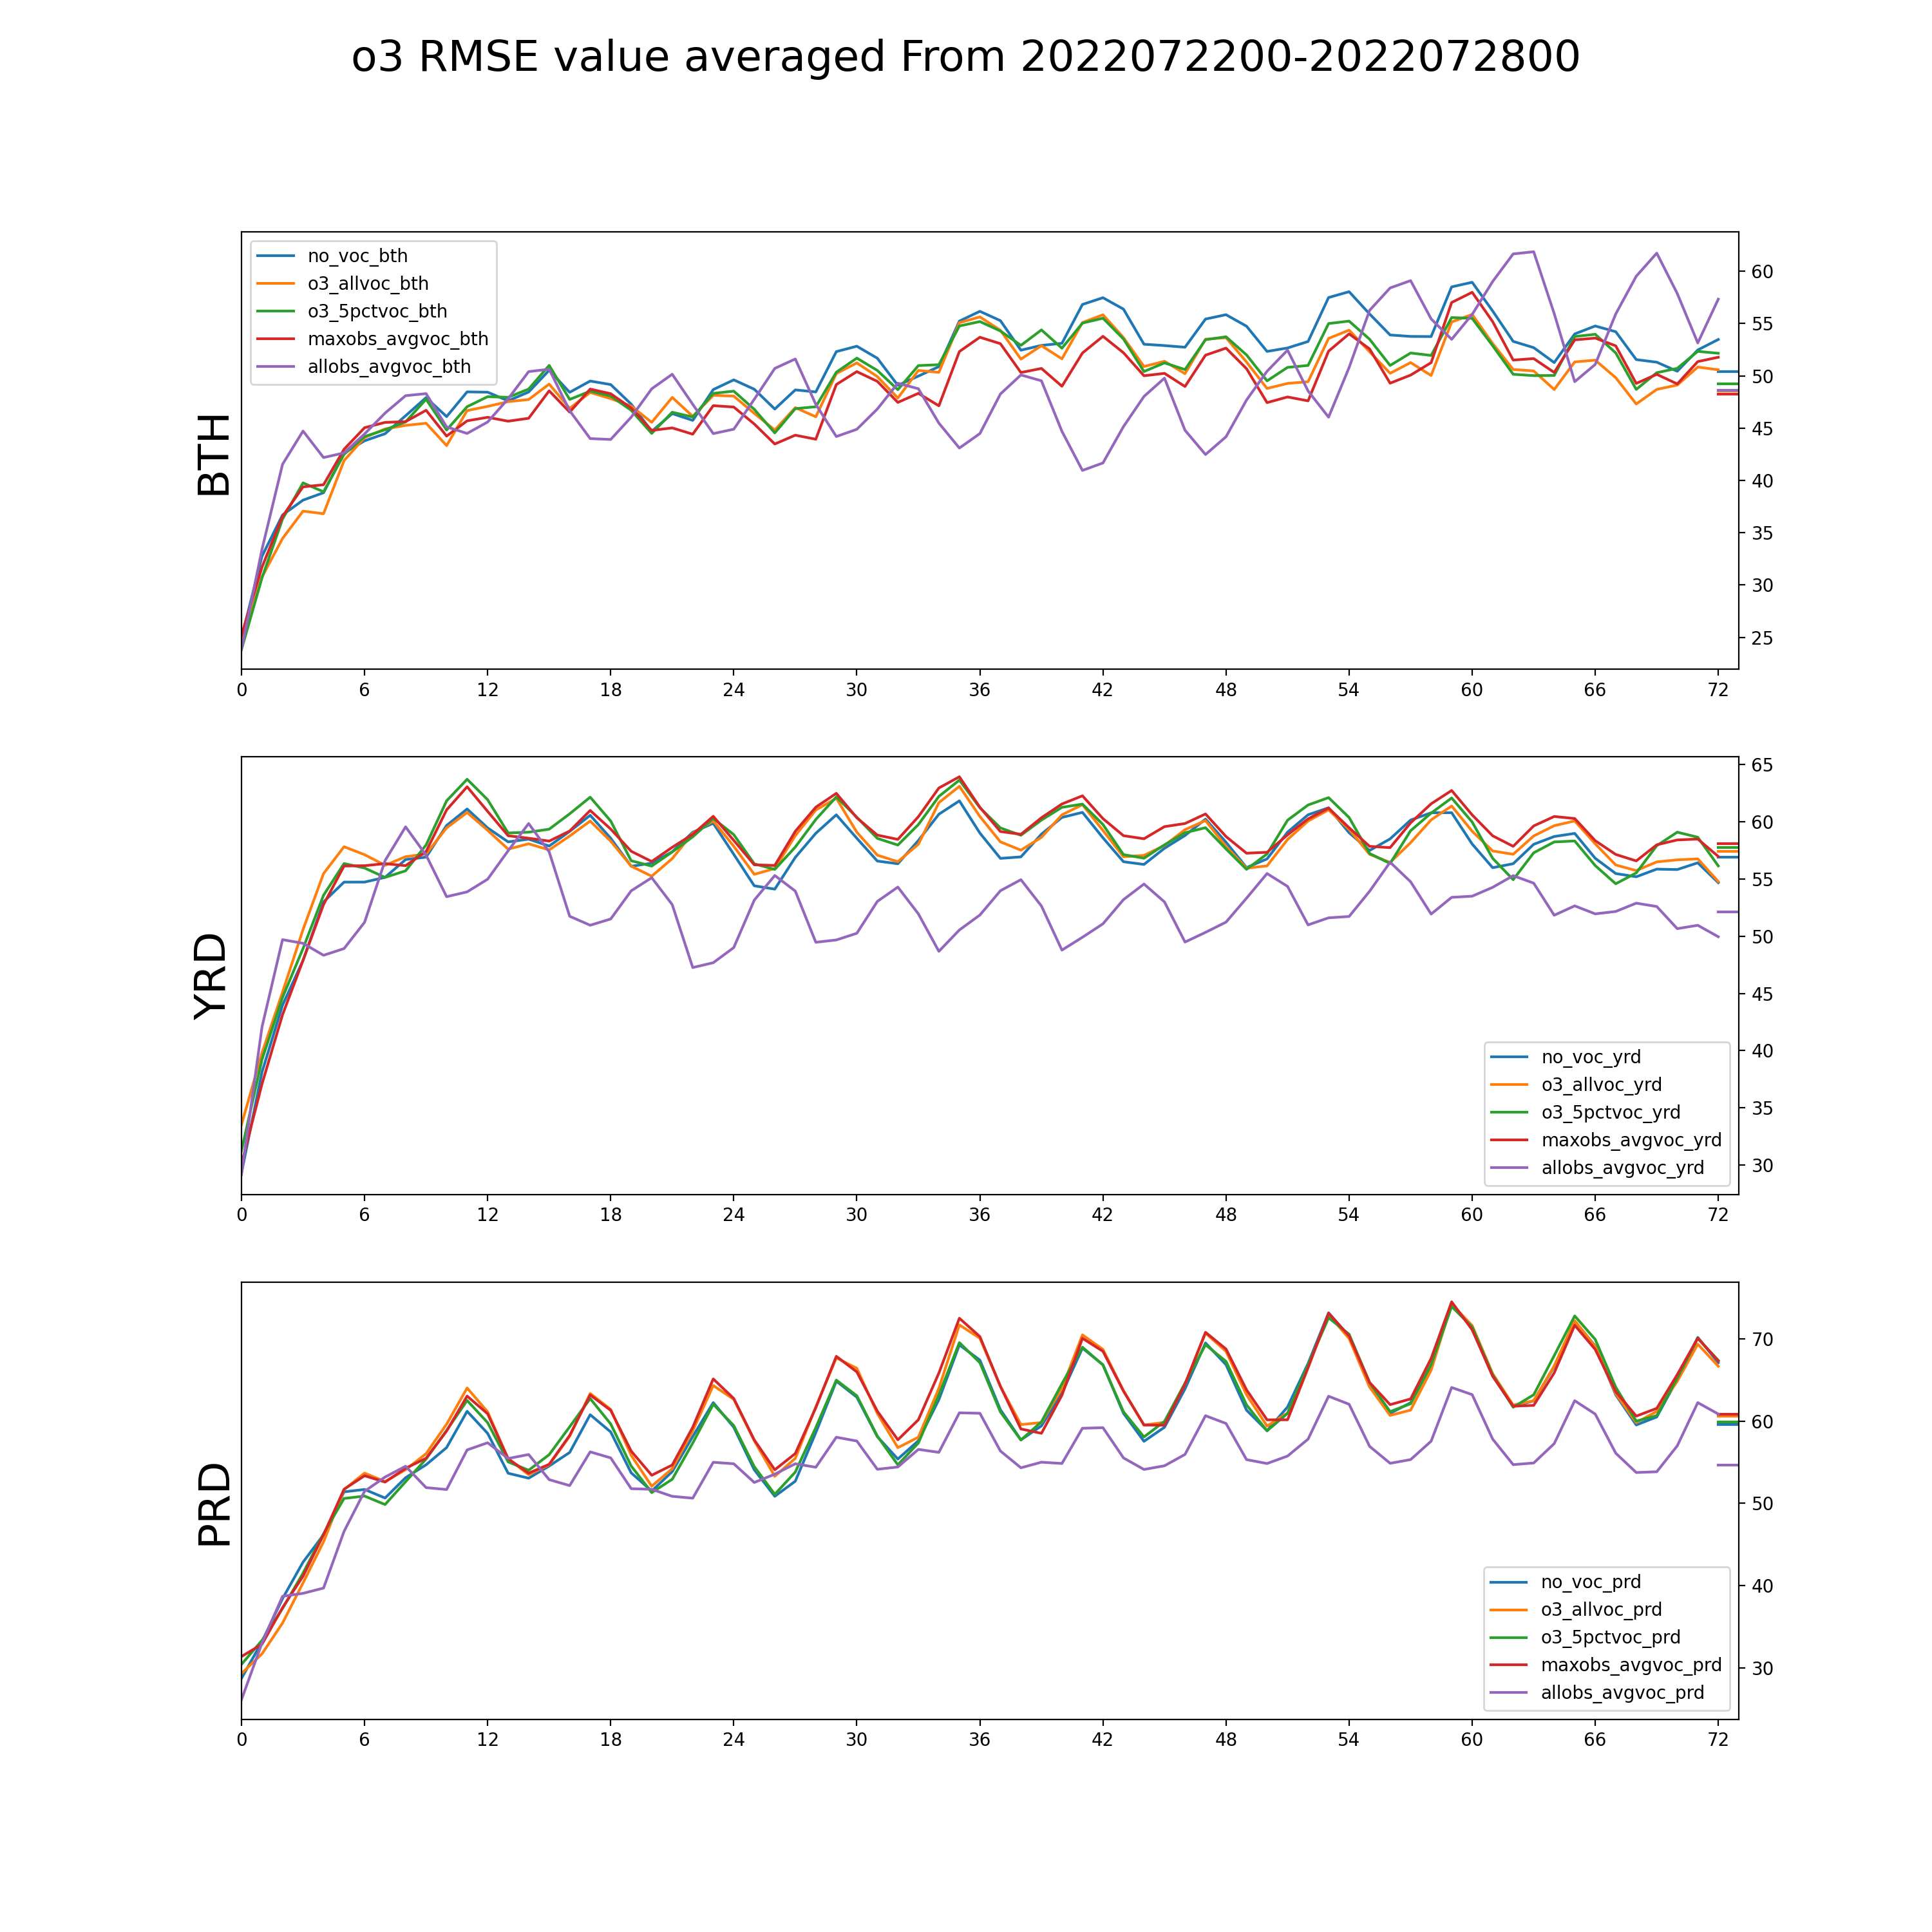 o3 RMSE value averaged From 2022072200-2022072800
BTH
no_voc_bth
o3_allvoc_bth
o3_5pctvoc_bth
maxobs_avgvoc_bth
allobs_avgvoc_bth
60
55
50
45
40
35
30
25
0 6 12 18 24 30 36 42 48 54 60 66 72
YRD
65
60
55
50
45
40
35
30
no_voc_yrd
o3_allvoc_yrd
o3_5pctvoc_yrd
maxobs_avgvoc_yrd
allobs_avgvoc_yrd
0 6 12 18 24 30 36 42 48 54 60 66 72
PRD
70
60
50
40
30
no_voc_prd
o3_allvoc_prd
o3_5pctvoc_prd
maxobs_avgvoc_prd
allobs_avgvoc_prd
0 6 12 18 24 30 36 42 48 54 60 66 72